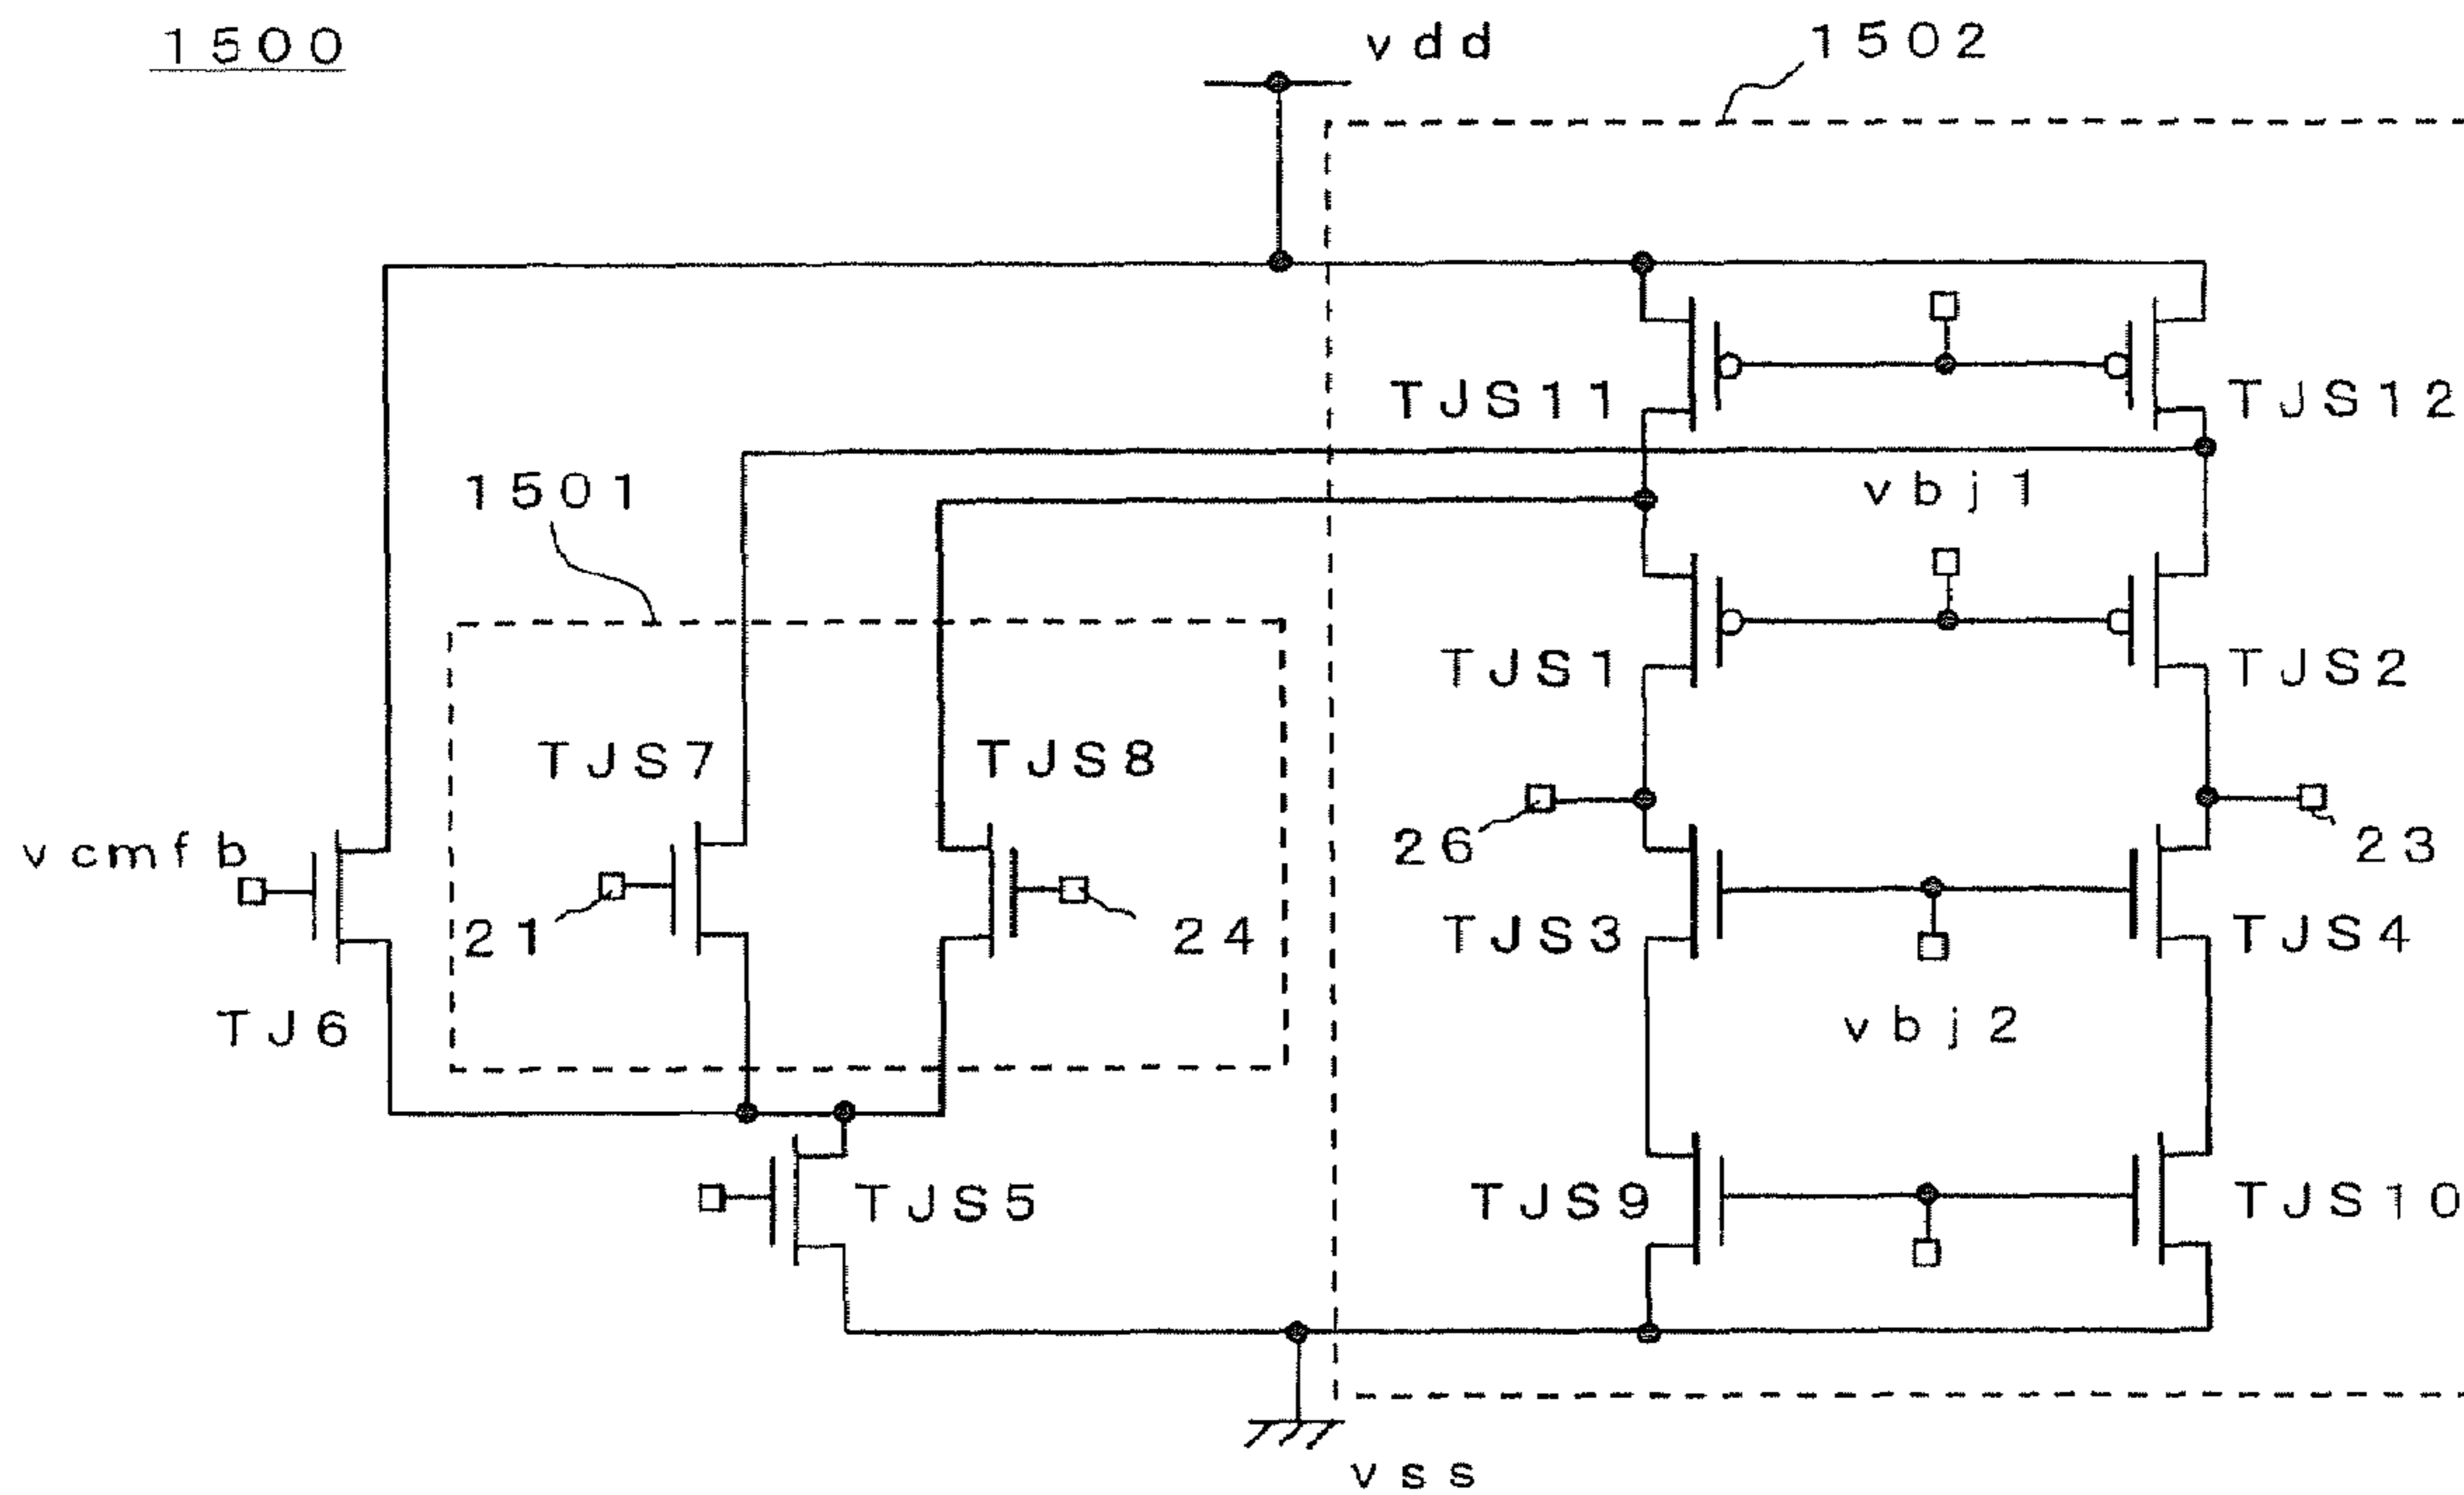 1500
vdd
1502
TJS11
TJS12
1501
vbj1
TJS1
TJS2
TJS7
TJS8
vcmfb
26
23
21
24
TJS3
TJS4
TJ6
vbj2
TJS5
TJS9
TJS10
vss